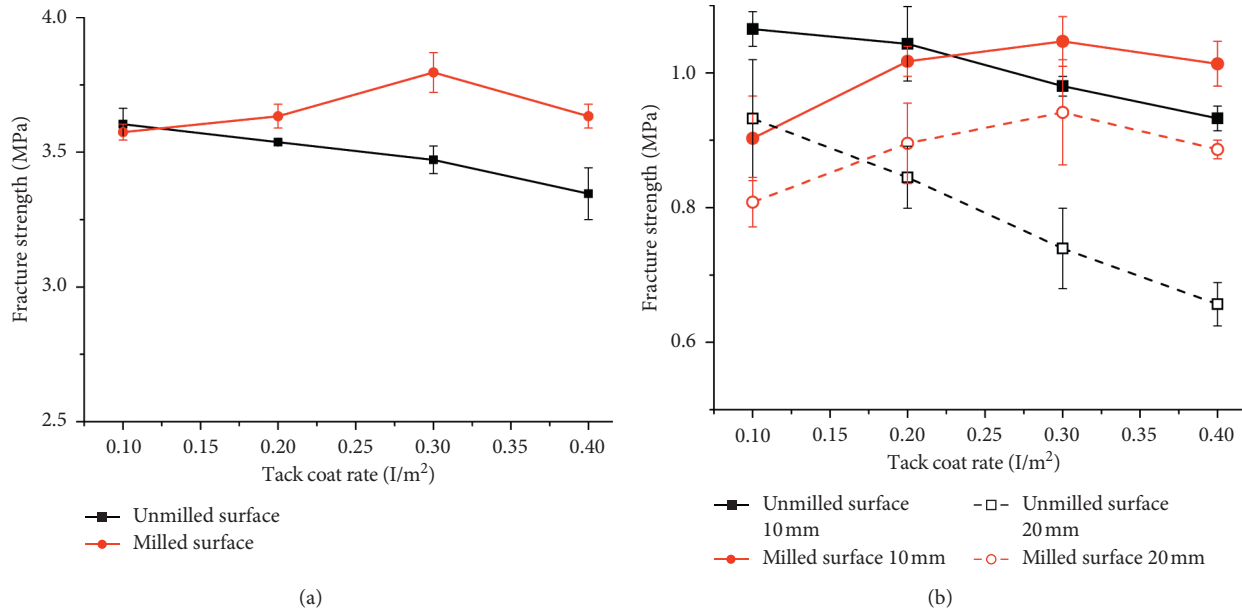 4.0
3.5
3.0
2.5
Fracture strength (MPa)
0.10 0.15 0.20 0.25 0.30 0.35 0.40
Tack coat rate (I/m²)
Unmilled surface
Milled surface
(a)
1.0
0.8
0.6
Fracture strength (MPa)
0.10 0.15 0.20 0.25 0.30 0.35 0.40
Tack coat rate (I/m²)
Unmilled surface
10 mm
Milled surface 10 mm
Unmilled surface
20 mm
Milled surface 20 mm
(b)